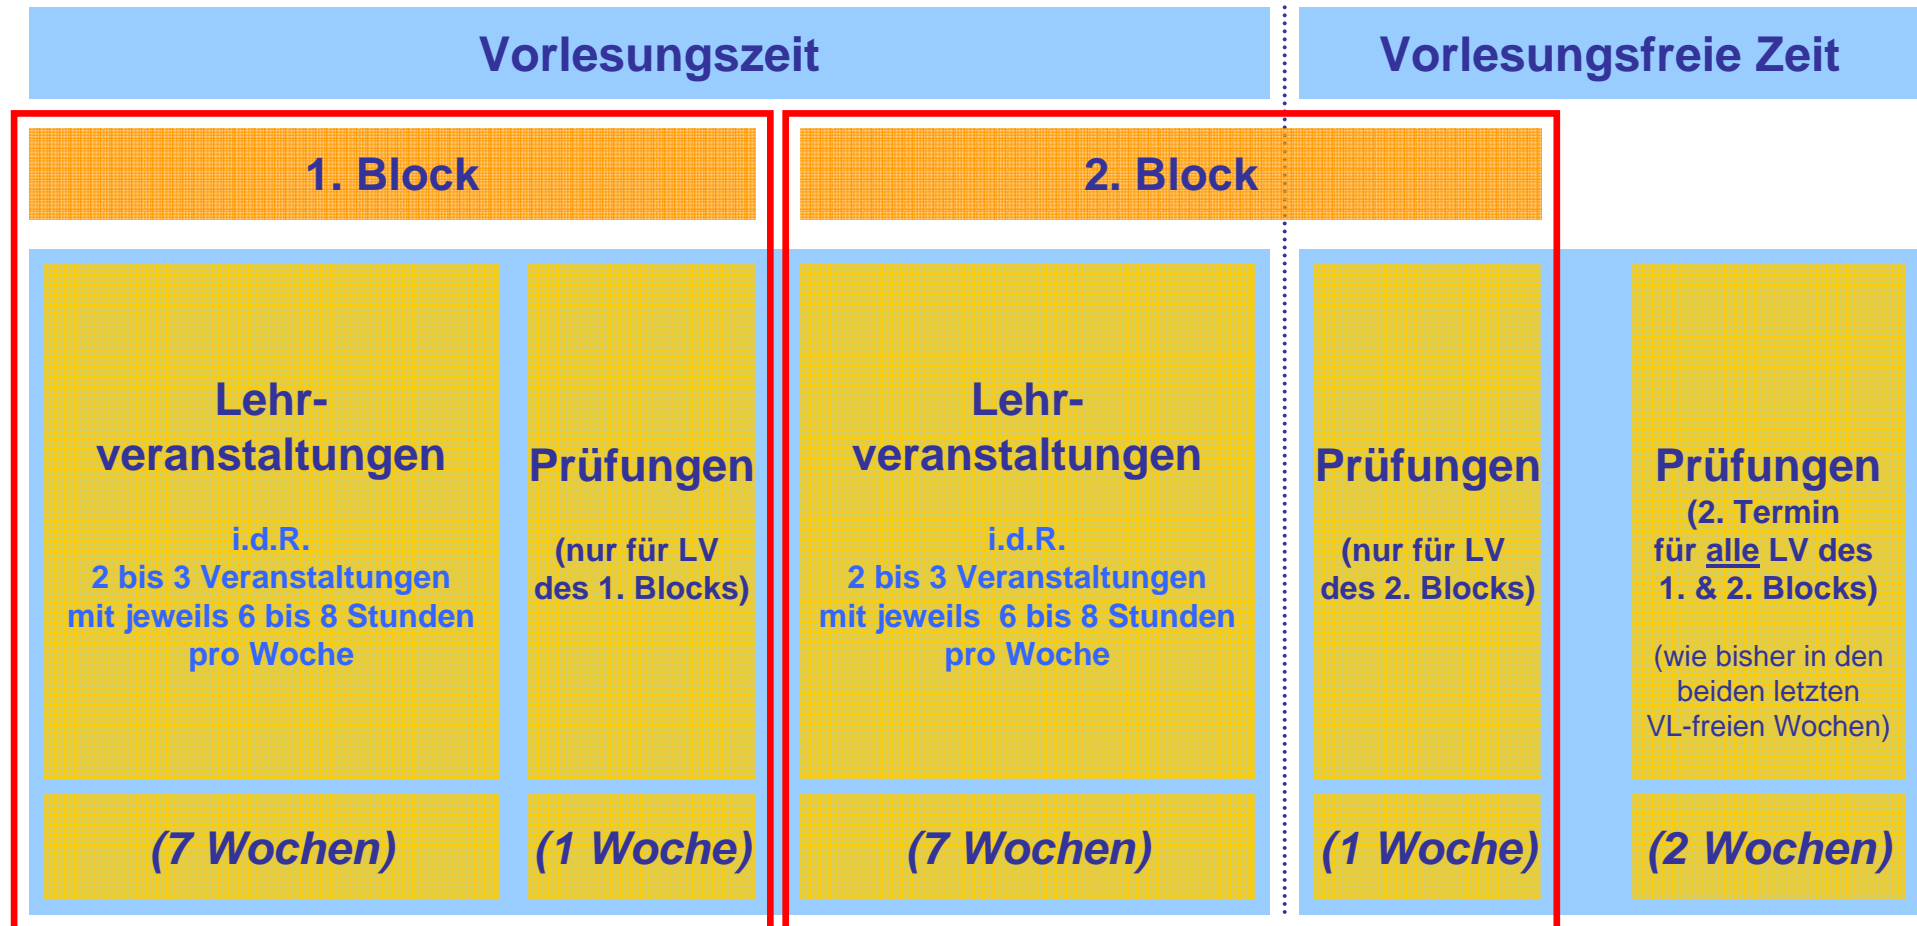 Vorlesungszeit
Vorlesungsfreie Zeit
1. Block
2. Block
Lehr-
veranstaltungen
i.d.R.
2 bis 3 Veranstaltungen
mit jeweils 6 bis 8 Stunden
pro Woche
(7 Wochen)
Prüfungen
(nur für LV
des 1. Blocks)
(1 Woche)
Lehr-
veranstaltungen
i.d.R.
2 bis 3 Veranstaltungen
mit jeweils 6 bis 8 Stunden
pro Woche
(7 Wochen)
Prüfungen
(nur für LV
des 2. Blocks)
(1 Woche)
Prüfungen
(2. Termin
für alle LV des
1. & 2. Blocks)
(wie bisher in den
beiden letzten
VL-freien Wochen)
(2 Wochen)